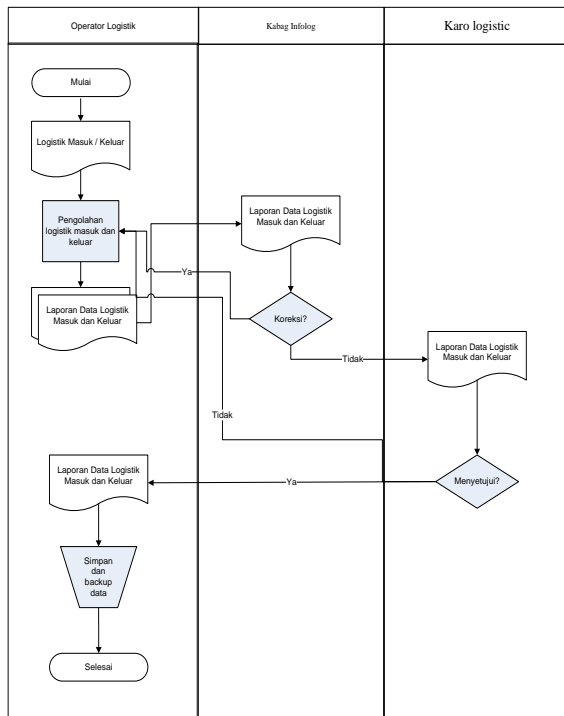 Operator Logistik
Kabag Infolog
Karo logistic
Mulai
Logistik Masuk / Keluar
Pengolahan
logistik masuk dan
keluar
Laporan Data Logistik
Masuk dan Keluar
Laporan Data Logistik
Masuk dan Keluar
Ya
Koreksi?
Tidak
Laporan Data Logistik
Masuk dan Keluar
Tidak
Menyetujui?
Ya
Laporan Data Logistik
Masuk dan Keluar
Simpan
dan
backup
data
Selesai